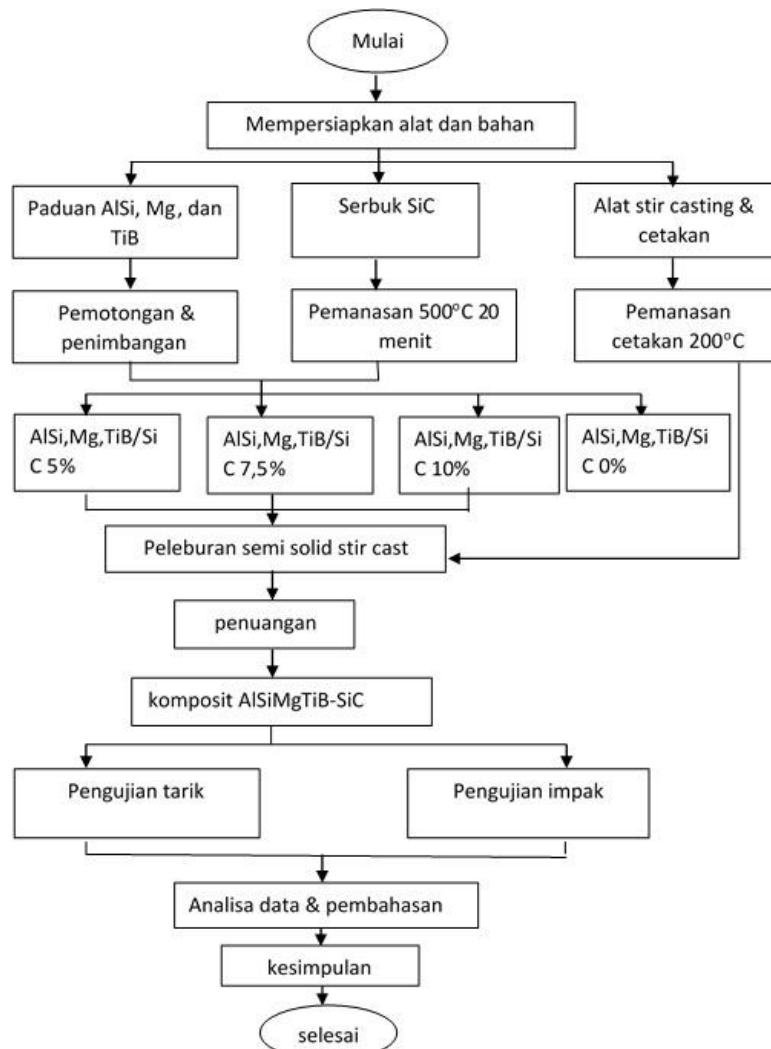 Mulai
Mempersiapkan alat dan bahan
Paduan AlSi, Mg, dan
TiB
Serbuk SiC
Alat stir casting &
cetakan
Pemotongan &
penimbangan
Pemanasan 500°C 20
menit
Pemanasan
cetakan 200°C
AlSi,Mg,TiB/Si
C 5%
AlSi,Mg,TiB/Si
C 7,5%
AlSi,Mg,TiB/Si
C 10%
AlSi,Mg,TiB/Si
C 0%
Peleburan semi solid stir cast
penuangan
komposit AlSiMgTiB-SiC
Pengujian tarik
Pengujian impak
Analisa data & pembahasan
kesimpulan
selesai